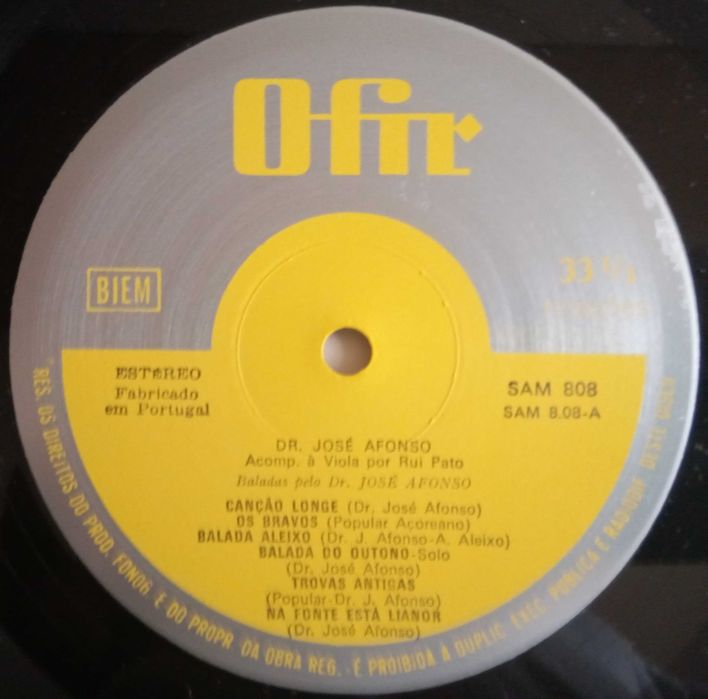 Ofir
BIEM
33 1/3
ESTÉREO
Fabricado
em Portugal
SAM 808
SAM 8.08-A
DR. JOSÉ AFONSO
Acomp. à Viola por Rui Pato
Baladas pelo Dr. JOSÉ AFONSO
CANÇÃO LONGE (Dr. José Afonso)
OS BRAVOS (Popular Açoreano)
BALADA ALEIXO (Dr. J. Afonso-A. Aleixo)
BALADA DO OUTONO-Solo
(Dr. José Afonso)
TROVAS ANTIGAS
(Popular-Dr. J. Afonso)
NA FONTE ESTÁ LIANOR
(Dr. José Afonso)
RES. OS DIREITOS DO PROD. FONOG. E DO PROPR. DA OBRA REG. - É PROIBIDA A DUPLIC. EXEC. PÚBLICA E RADIODIF. DESTE DISCO